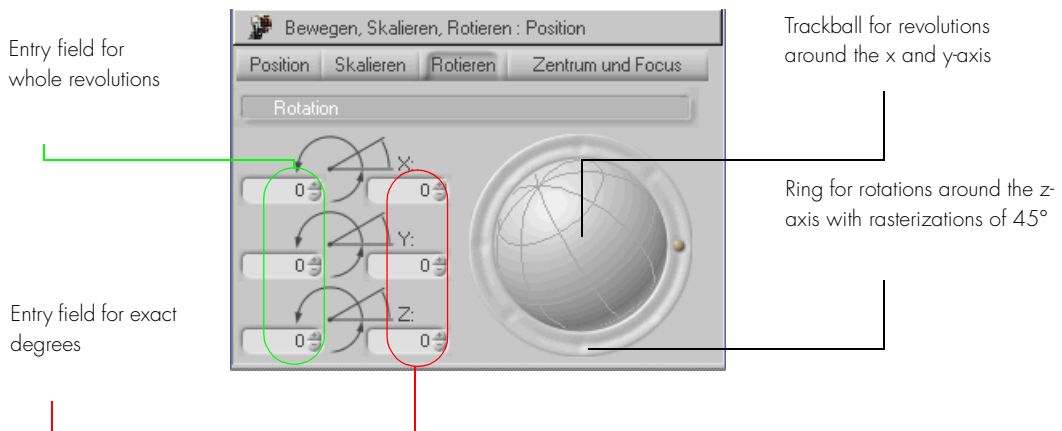 Entry field for
whole revolutions
Entry field for exact
degrees
Bewegen, Skalieren, Rotieren : Position
Position Skalieren Rotieren Zentrum und Focus
Rotation
X:
0 0
Y:
0 0
Z:
0 0
Trackball for revolutions
around the x and y-axis
Ring for rotations around the z-
axis with rasterizations of 45°